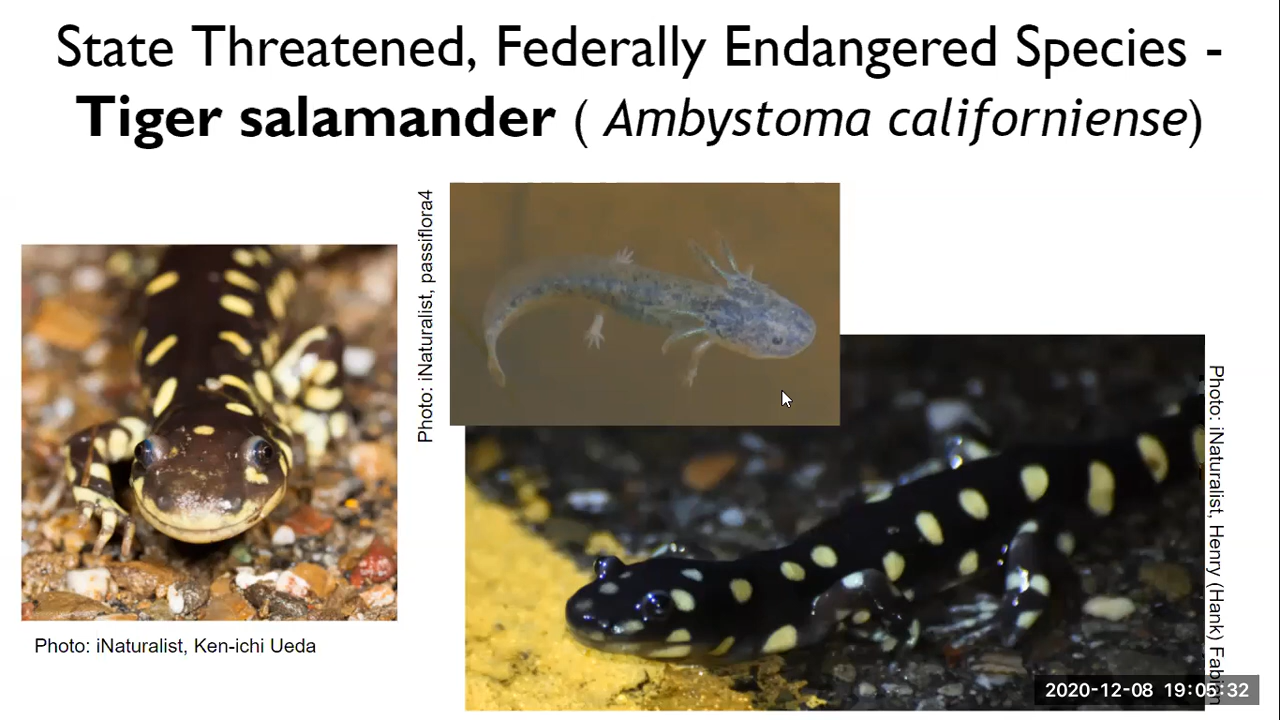 State Threatened, Federally Endangered Species -
Tiger salamander ( Ambystoma californiense)
Photo: iNaturalist, passiflora4
Photo: iNaturalist, Ken-ichi Ueda
Photo: iNaturalist, Henry (Hank)
2020-12-08 19:05:32